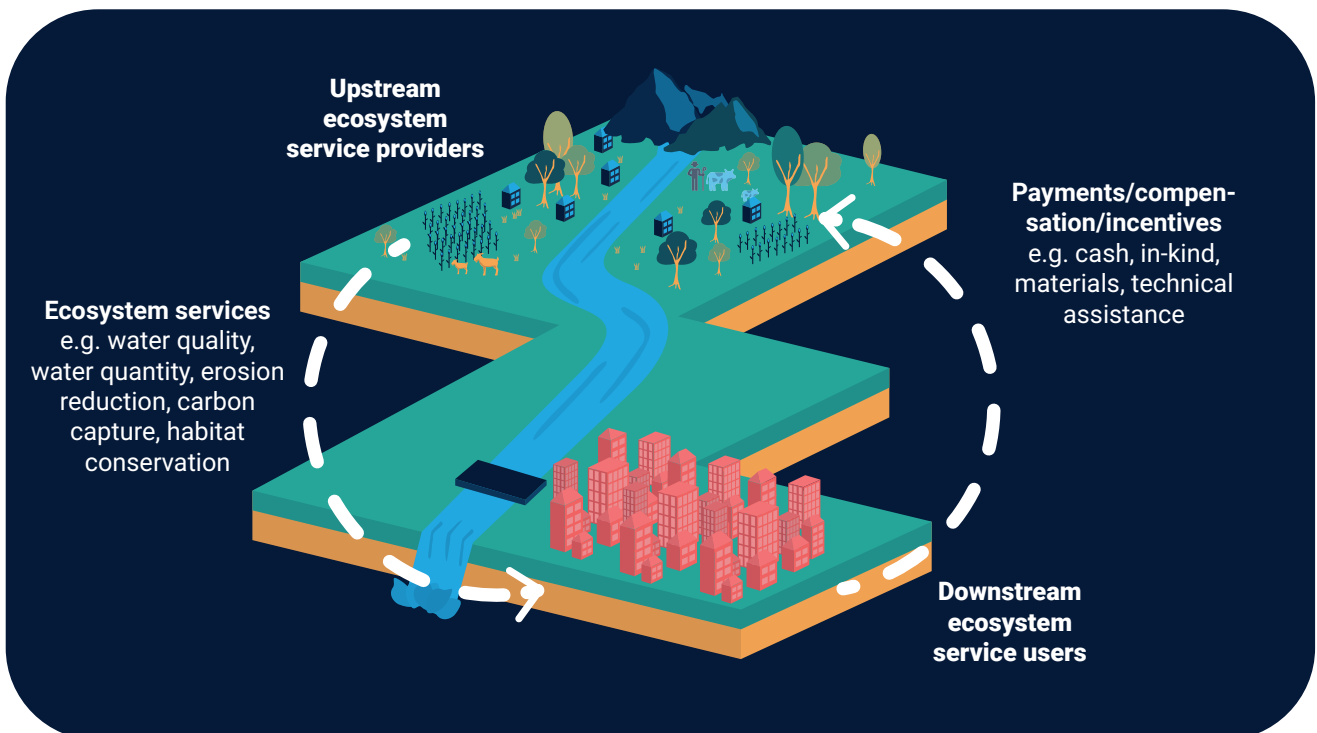 Upstream
ecosystem
service providers
Payments/compen-
sation/incentives
e.g. cash, in-kind,
materials, technical
assistance
Ecosystem services
e.g. water quality,
water quantity, erosion
reduction, carbon
capture, habitat
conservation
Downstream
ecosystem
service users